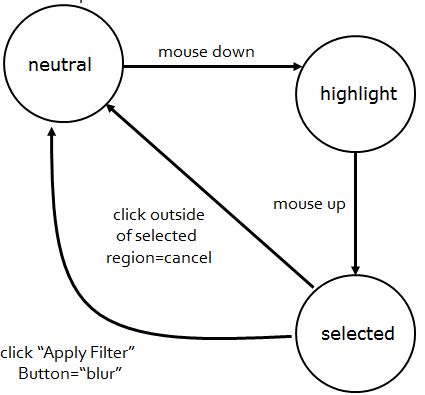 neutral
mouse down
highlight
mouse up
click outside
of selected
region=cancel
selected
click “Apply Filter”
Button=“blur”